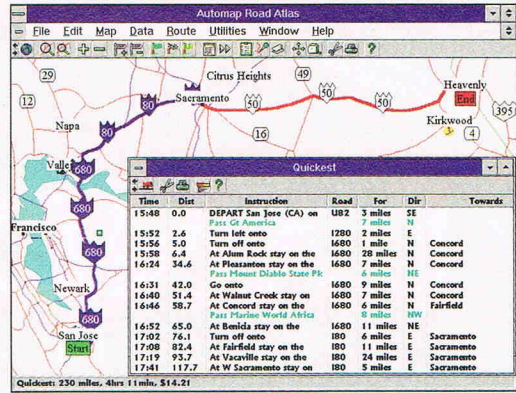 Automap Road Atlas
File Edit Map Data Route Utilities Window Help
29
49
Citrus Heights
Heavenly
12
80
Sacramento
50
50
50
End
395
Napa
80
Kirkwood
16
4
Valle
680
Quickest
680
Time Dist Instruction Road For Dir Towards
15:48 0.0 DEPART San Jose (CA) on U82 3 miles SE
Pass Gt America 7 miles N
15:52 2.6 Turn left onto I280 2 miles E
15:56 5.0 Turn off onto I680 1 mile N Concord
15:58 6.4 At Alum Rock stay on the I680 28 miles N Concord
16:24 34.6 At Pleasanton stay on the I680 7 miles N Concord
Pass Mount Diablo State Pk 6 miles NE
16:31 42.0 Go onto I680 9 miles N Concord
16:40 51.4 At Walnut Creek stay on I680 7 miles N Concord
16:46 58.7 At Concord stay on the I680 6 miles N Fairfield
Pass Marine World Africa 8 miles NW
16:52 65.0 At Benicia stay on the I680 11 miles NE
17:02 76.1 Turn off onto I80 6 miles E Sacramento
17:08 82.4 At Fairfield stay on the I80 11 miles E Sacramento
17:19 93.7 At Vacaville stay on the I80 24 miles E Sacramento
17:41 117.7 At W Sacramento stay on I80 5 miles E Sacramento
Francisco
680
Newark
680
San Jose
Start
Quickest: 230 miles, 4hrs 11min, $14.21